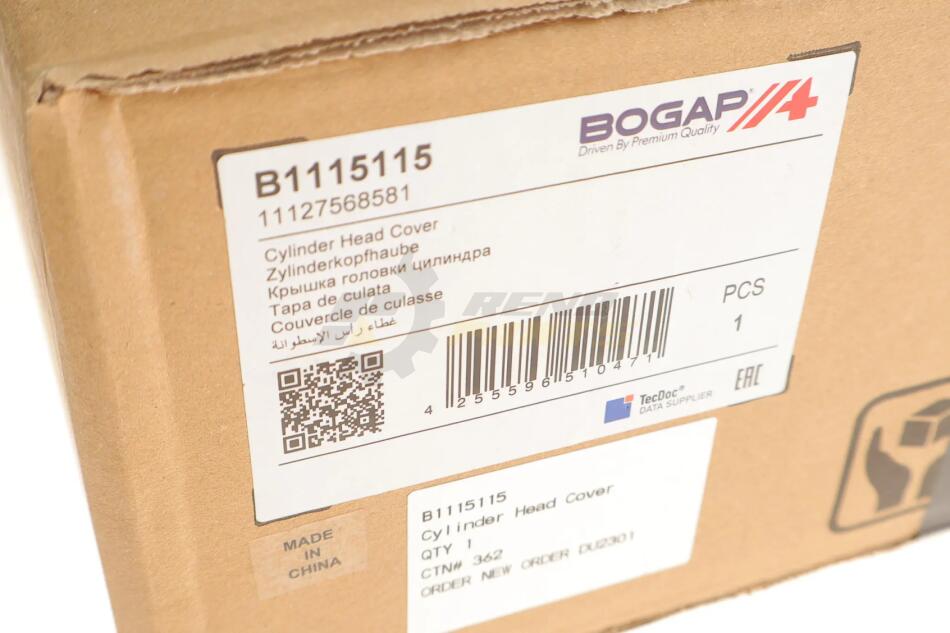 BOGAP
Driven By Premium Quality
B1115115
11127568581
Cylinder Head Cover
Zylinderkopfhaube
Крышка головки цилиндра
Tapa de culata
Couvercle de culasse
غطاء رأس الإسطوانة
PCS
1
4 255596 510471
TecDoc®
DATA SUPPLIER
EAC
B1115115
Cylinder Head Cover
QTY 1
CTN# 362
ORDER NEW ORDER DU2301
MADE
IN
CHINA